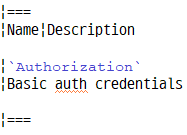 ¦===
¦Name¦Description

¦`Authorization`
¦Basic auth credentials

¦===